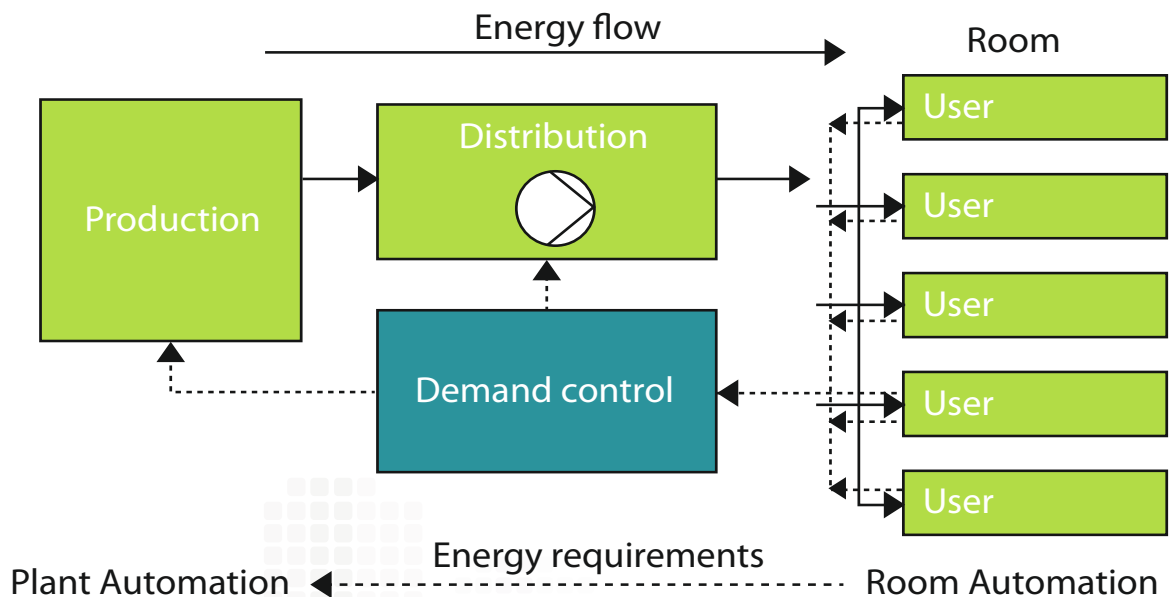 Energy flow
Room
User
Distribution
Production
User
User
Demand control
User
User
Energy requirements
Plant Automation
Room Automation